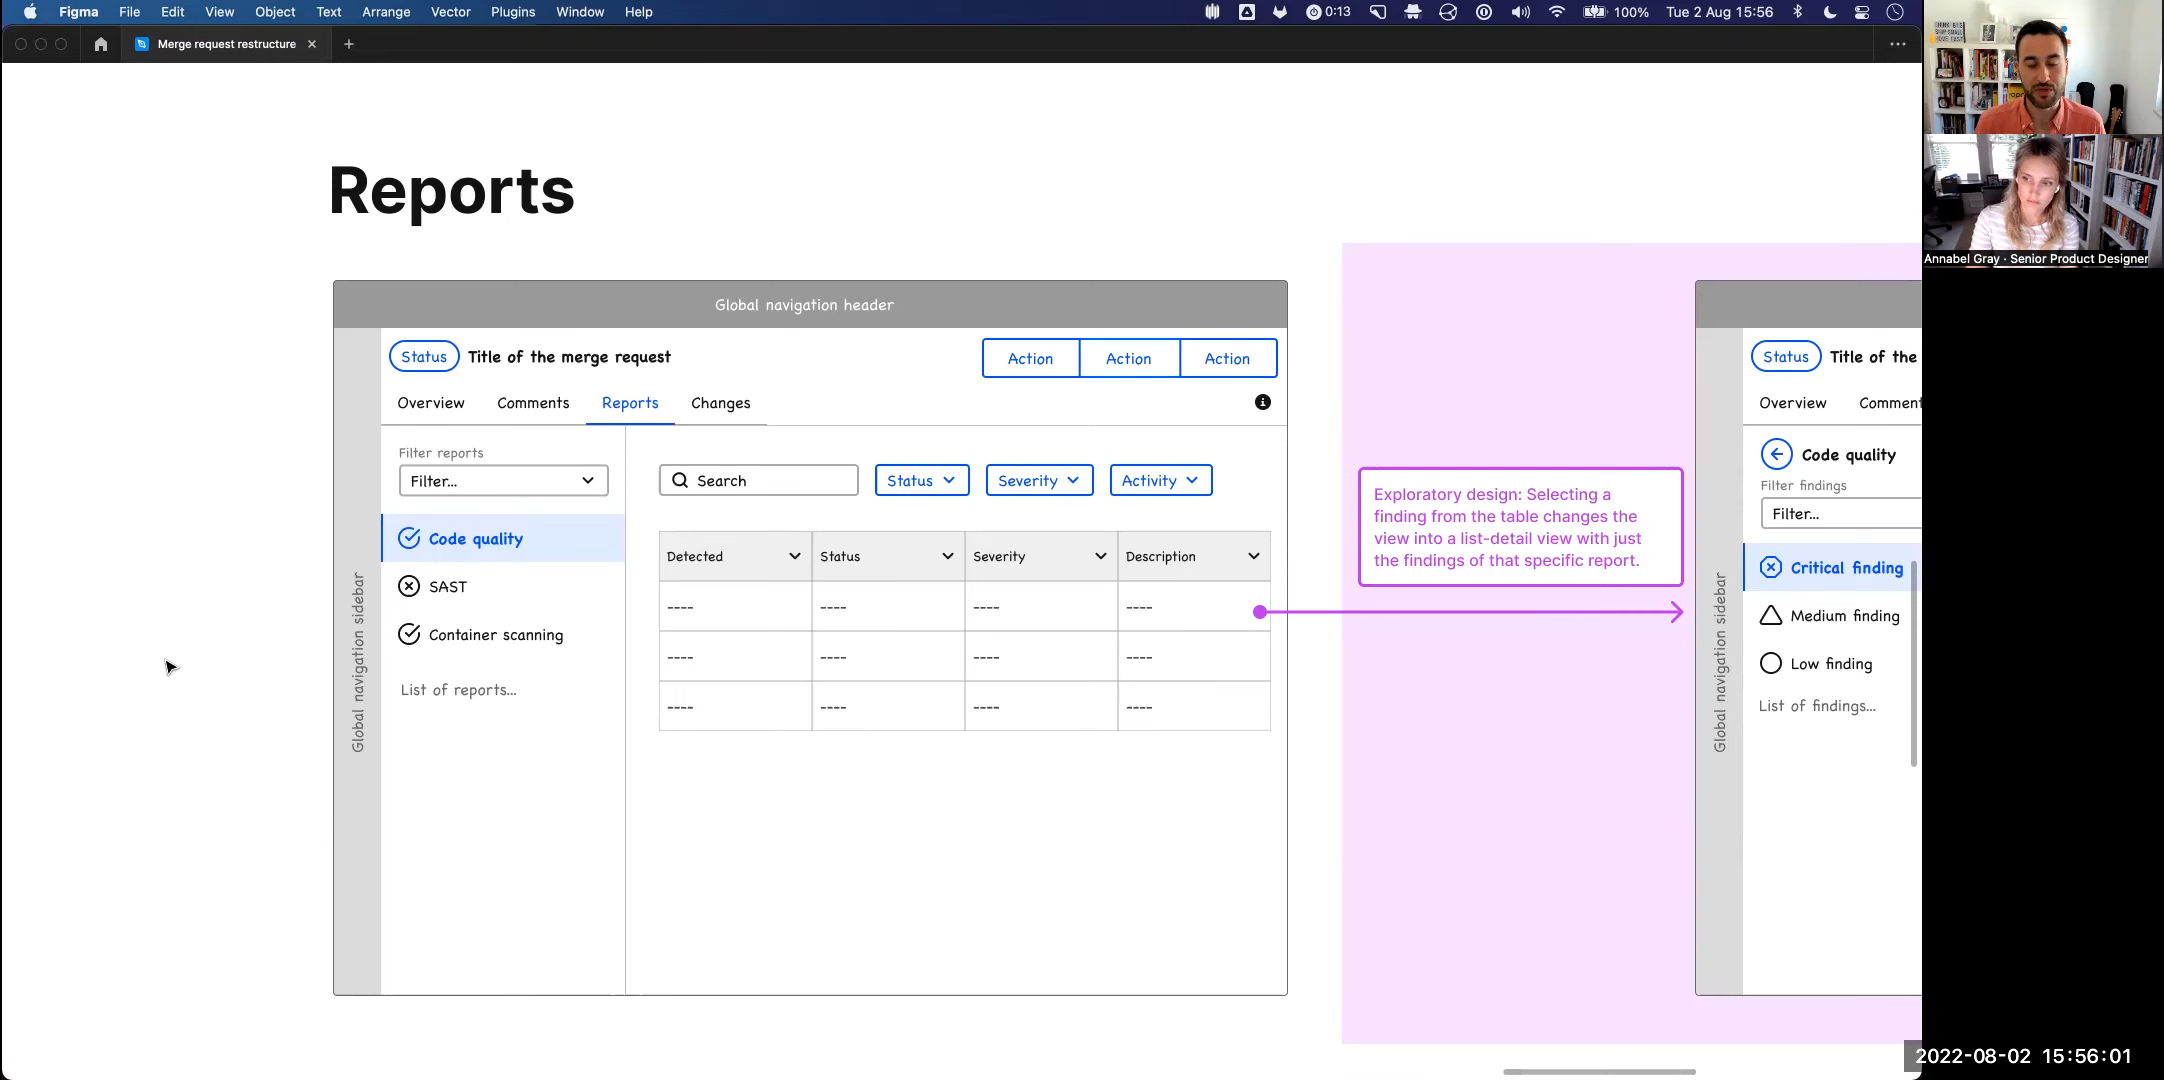 Figma File Edit View Object Text Arrange Vector Plugins Window Help 0:13 100% Tue 2 Aug 15:56
Merge request restructure
Reports
Global navigation header
Status Title of the merge request Action Action Action
Overview Comments Reports Changes
Filter reports
Filter...
Search Status Severity Activity
Code quality
SAST
Container scanning
List of reports...
Detected Status Severity Description
---- ---- ---- ----
---- ---- ---- ----
---- ---- ---- ----
Global navigation sidebar
Exploratory design: Selecting a
finding from the table changes the
view into a list-detail view with just
the findings of that specific report.
Status Title of the
Overview Comment
Code quality
Filter findings
Filter...
Critical finding
Medium finding
Low finding
List of findings...
Global navigation sidebar
Annabel Gray · Senior Product Designer
2022-08-02 15:56:01